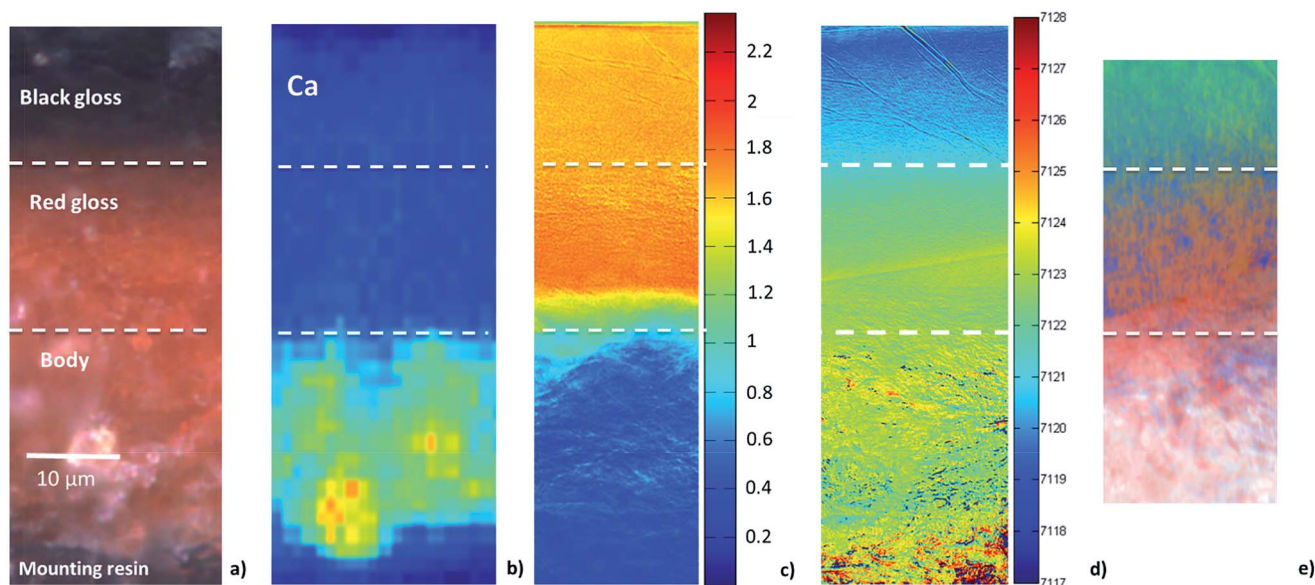 Black gloss
Red gloss
Body
10 µm
Mounting resin
a)
Ca
b)
2.2
2
1.8
1.6
1.4
1.2
1
0.8
0.6
0.4
0.2
c)
7128
7127
7126
7125
7124
7123
7122
7121
7120
7119
7118
7117
d)
e)